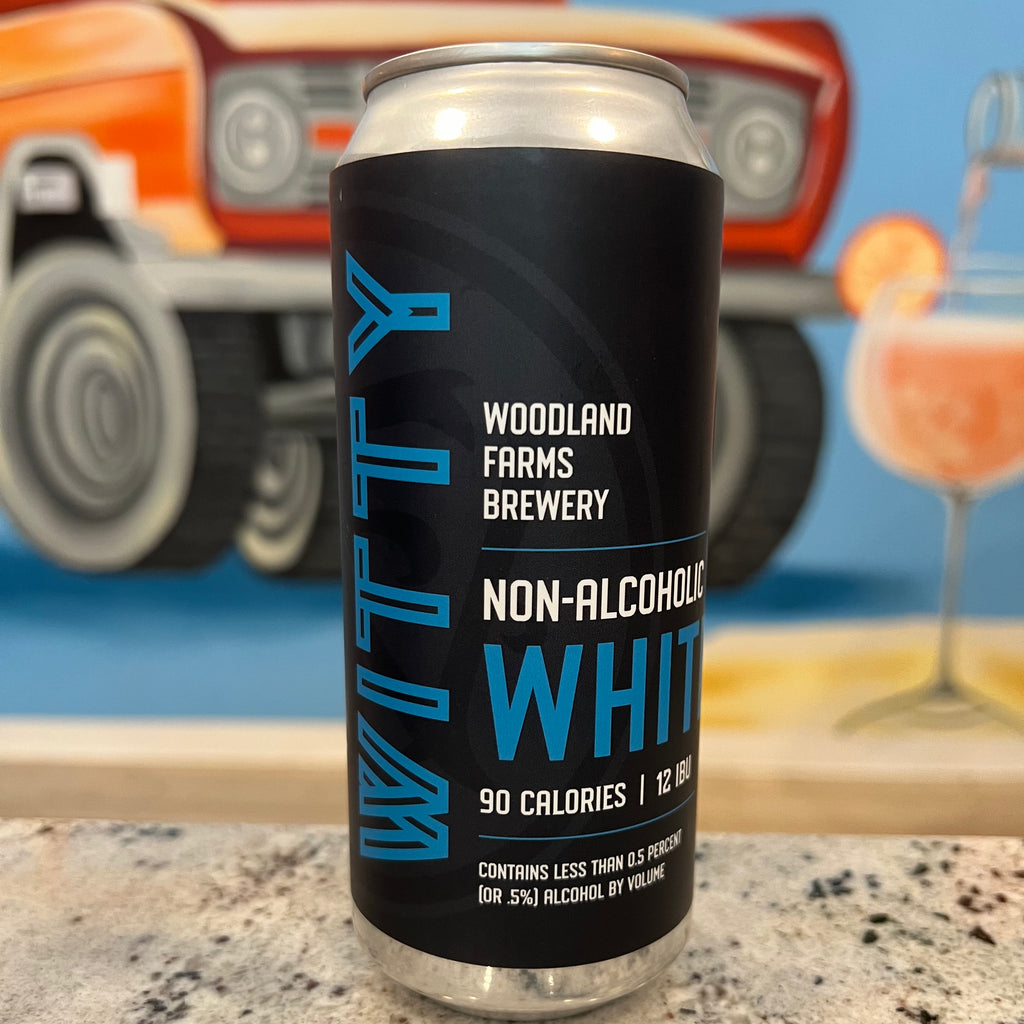 WITTY
WOODLAND
FARMS
BREWERY
NON-ALCOHOLIC
WHIT
90 CALORIES | 12 IBU
CONTAINS LESS THAN 0.5 PERCENT
(OR .5%) ALCOHOL BY VOLUME